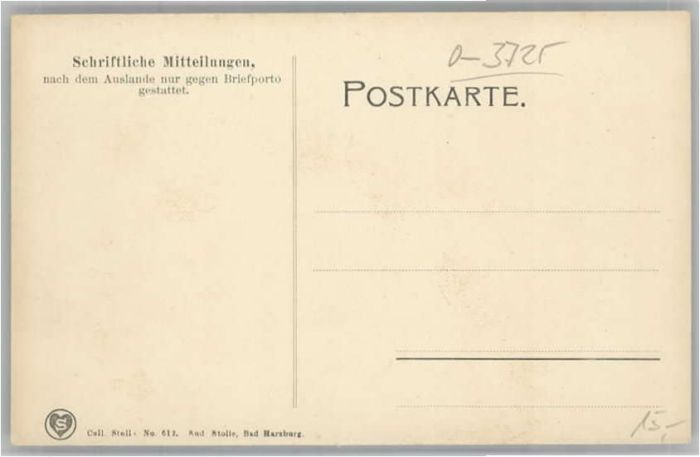 Schriftliche Mitteilungen,
nach dem Auslande nur gegen Briefporto
gestattet.
D-3725
POSTKARTE.
S
Coll. Stolle No. 612. Rud. Stolle, Bad Harzburg.
15,-